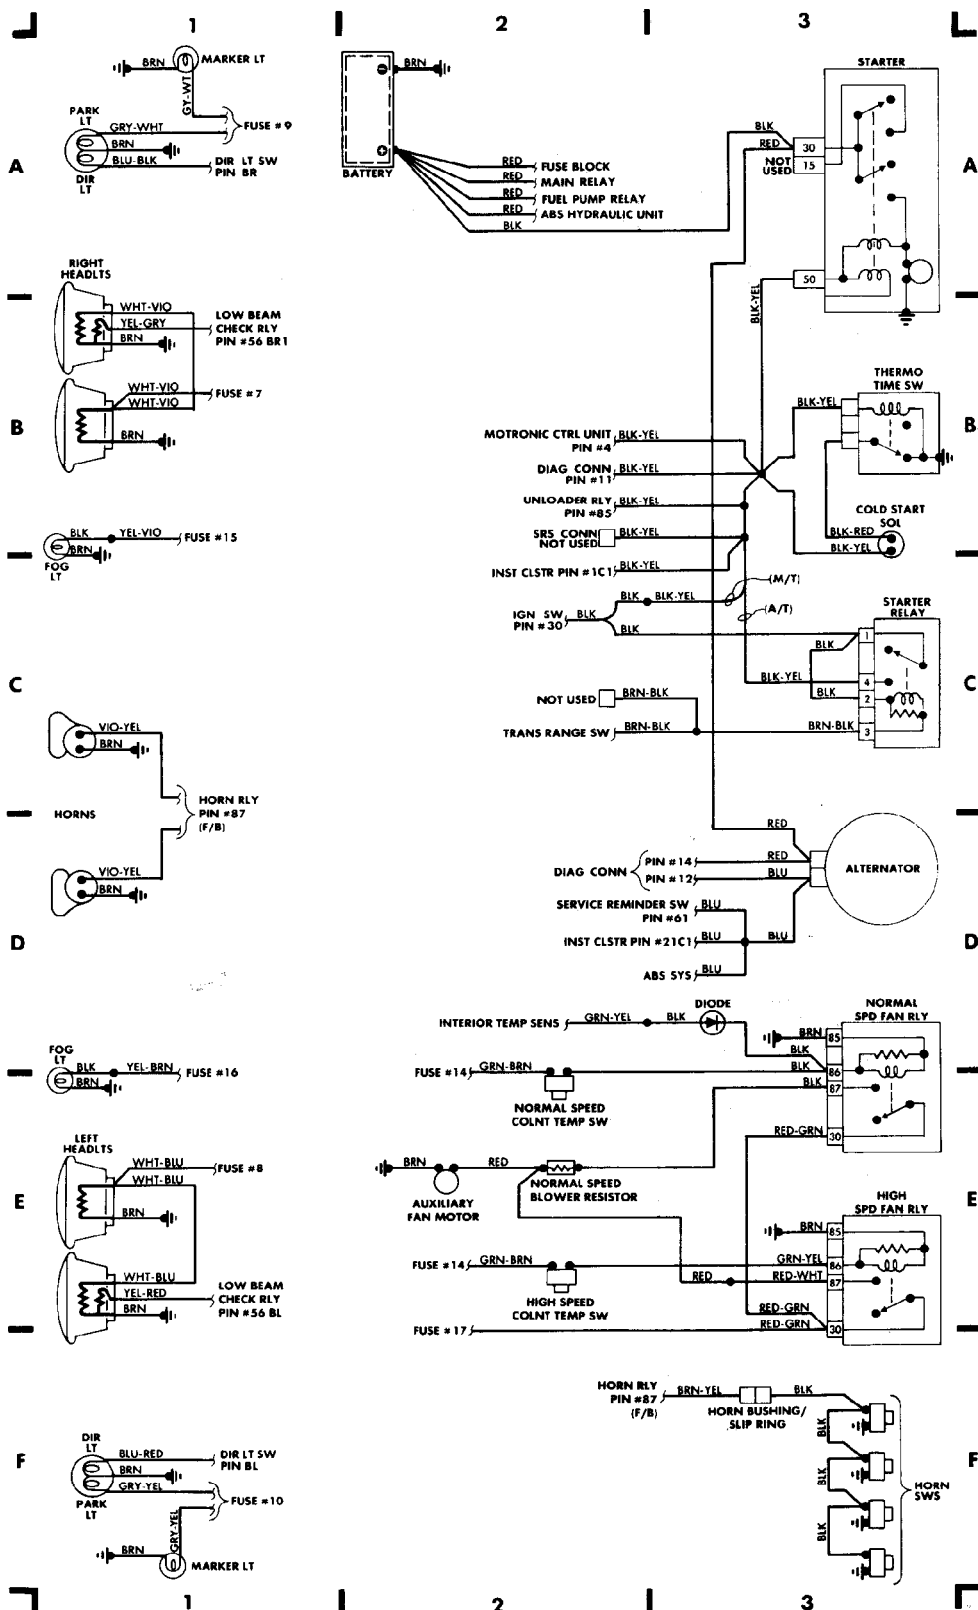 1 2 3
BRN MARKER LT
GY-WT
PARK
LT
GRY-WHT
FUSE #9
BRN
BLU-BLK
DIR LT SW
PIN BR
DIR
LT
A
BRN
BATTERY
RED FUSE BLOCK
RED MAIN RELAY
RED FUEL PUMP RELAY
RED ABS HYDRAULIC UNIT
BLK
STARTER
BLK
RED
30
NOT
USED
15
50
BLK-YEL
A
RIGHT
HEADLTS
WHT-VIO
YEL-GRY
BRN
LOW BEAM
CHECK RLY
PIN #56 BR1
WHT-VIO
FUSE #7
WHT-VIO
BRN
B
THERMO
TIME SW
BLK-YEL
B
MOTRONIC CTRL UNIT
PIN #4
BLK-YEL
DIAG CONN
PIN #11
BLK-YEL
UNLOADER RLY
PIN #85
BLK-YEL
SRS CONN
NOT USED
BLK-YEL
INST CLSTR PIN #1C1
BLK-YEL
COLD START
SOL
BLK-RED
BLK-YEL
BLK YEL-VIO FUSE #15
BRN
FOG
LT
(M/T)
(A/T)
IGN SW
PIN #30
BLK
BLK BLK-YEL
BLK
STARTER
RELAY
1
BLK
BLK-YEL
4
BLK
2
BRN-BLK
3
C
C
NOT USED BRN-BLK
TRANS RANGE SW BRN-BLK
VIO-YEL
BRN
HORNS
HORN RLY
PIN #87
(F/B)
VIO-YEL
BRN
RED
DIAG CONN
PIN #14 RED
PIN #12 BLU
ALTERNATOR
SERVICE REMINDER SW
PIN #61
BLU
INST CLSTR PIN #21C1
BLU BLU
ABS SYS BLU
D
D
INTERIOR TEMP SENS GRN-YEL BLK
DIODE
NORMAL
SPD FAN RLY
BRN 85
BLK
BLK 86
BLK 87
RED-GRN 30
FOG
LT
BLK YEL-BRN FUSE #16
BRN
FUSE #14 GRN-BRN
NORMAL SPEED
COLNT TEMP SW
LEFT
HEADLTS
WHT-BLU
FUSE #8
WHT-BLU
BRN
BRN RED
AUXILIARY
FAN MOTOR
NORMAL SPEED
BLOWER RESISTOR
E
E
HIGH
SPD FAN RLY
BRN 85
GRN-YEL 86
RED RED-WHT 87
RED-GRN
RED-GRN 30
FUSE #14 GRN-BRN
HIGH SPEED
COLNT TEMP SW
FUSE #17
WHT-BLU
YEL-RED
BRN
LOW BEAM
CHECK RLY
PIN #56 BL
HORN RLY
PIN #87
(F/B)
BRN-YEL
BLK
HORN BUSHING/
SLIP RING
BLK
BLK
BLK
HORN
SWS
F
F
DIR
LT
BLU-RED
DIR LT SW
PIN BL
BRN
GRY-YEL
PARK
LT
FUSE #10
GRY-YEL
BRN
MARKER LT
1 2 3